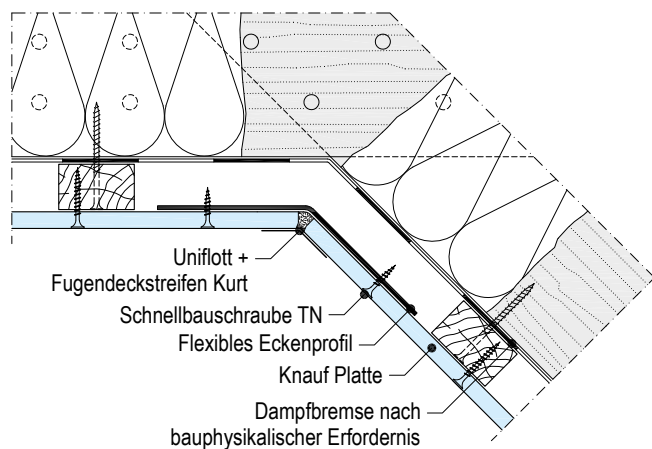 Uniflott +
Fugendeckstreifen Kurt
Schnellbauschraube TN
Flexibles Eckenprofil
Knauf Platte
Dampfbremse nach
bauphysikalischer Erfordernis